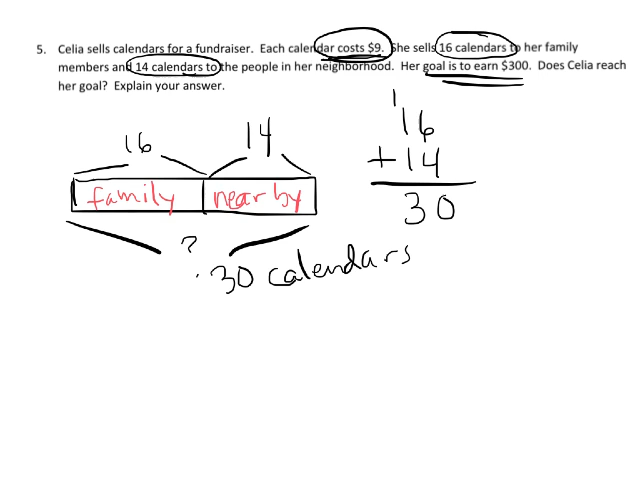 5. Celia sells calendars for a fundraiser. Each calendar costs $9. She sells 16 calendars to her family
members and 14 calendars to the people in her neighborhood. Her goal is to earn $300. Does Celia reach
her goal? Explain your answer.
16 14
family nearby
?
30 calendars
1
16
+14
30